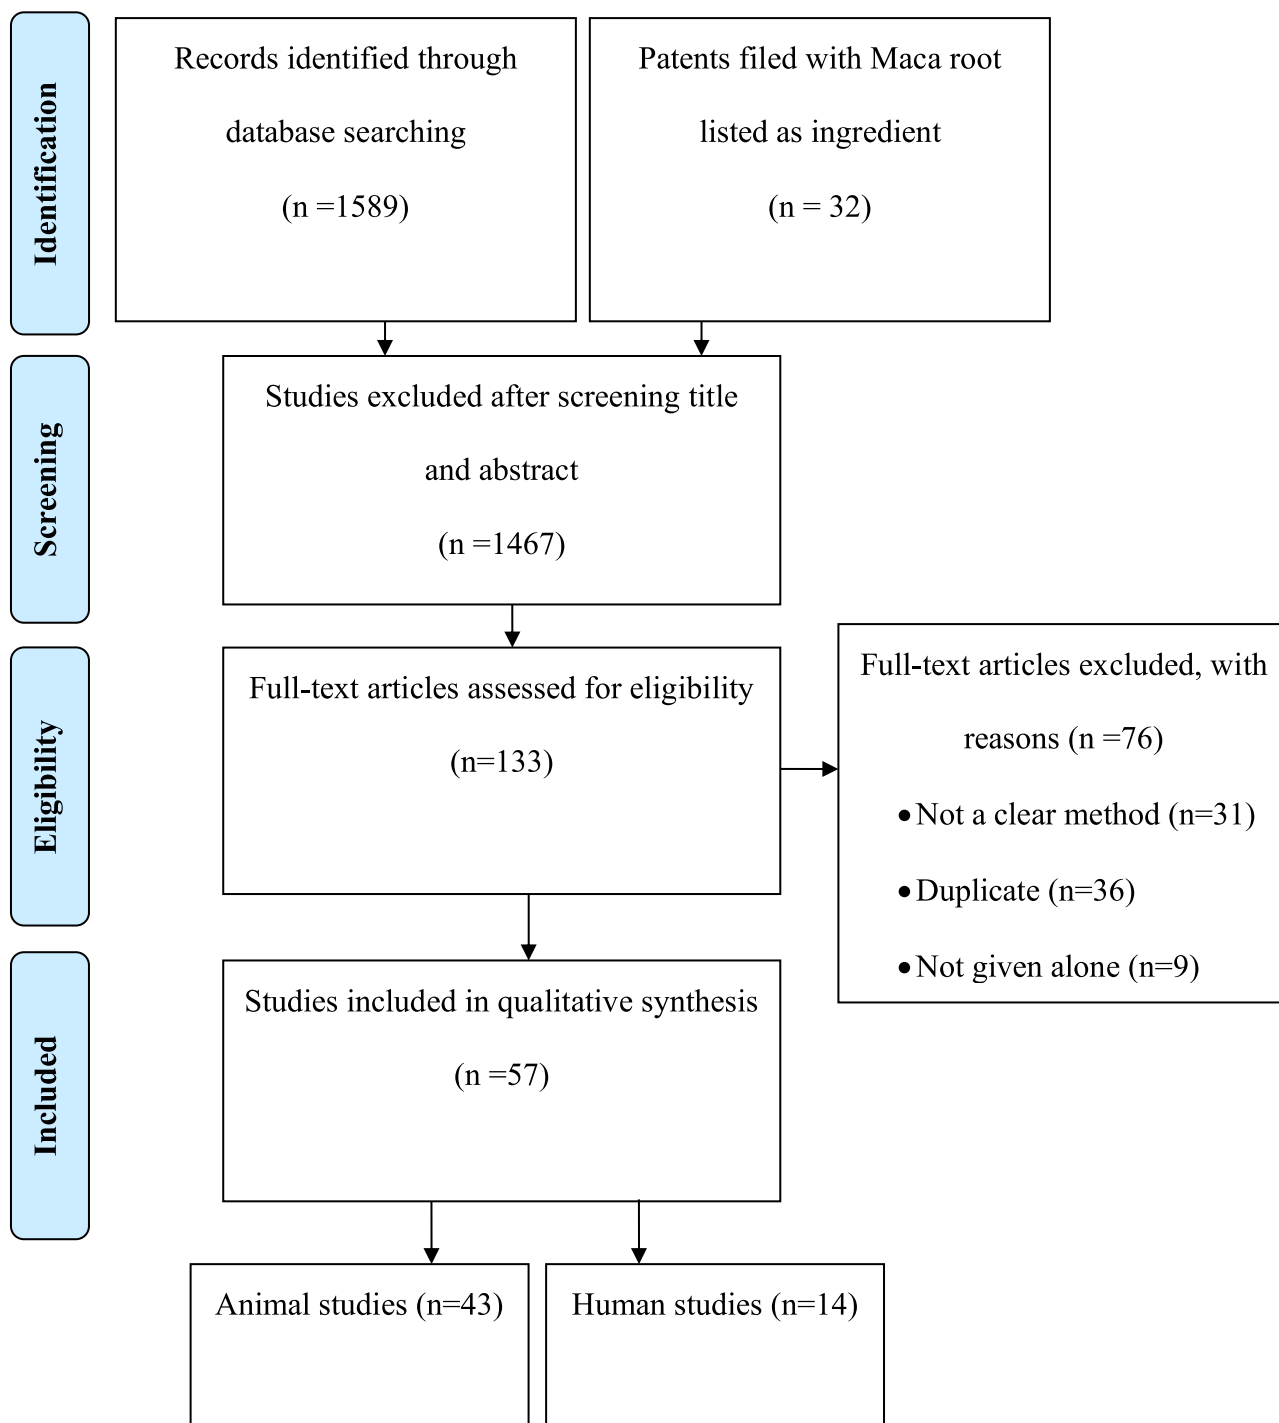 Identification
Records identified through
database searching
(n =1589)
Patents filed with Maca root
listed as ingredient
(n = 32)
Screening
Studies excluded after screening title
and abstract
(n =1467)
Eligibility
Full-text articles assessed for eligibility
(n=133)
Full-text articles excluded, with
reasons (n =76)
• Not a clear method (n=31)
• Duplicate (n=36)
• Not given alone (n=9)
Included
Studies included in qualitative synthesis
(n =57)
Animal studies (n=43)
Human studies (n=14)